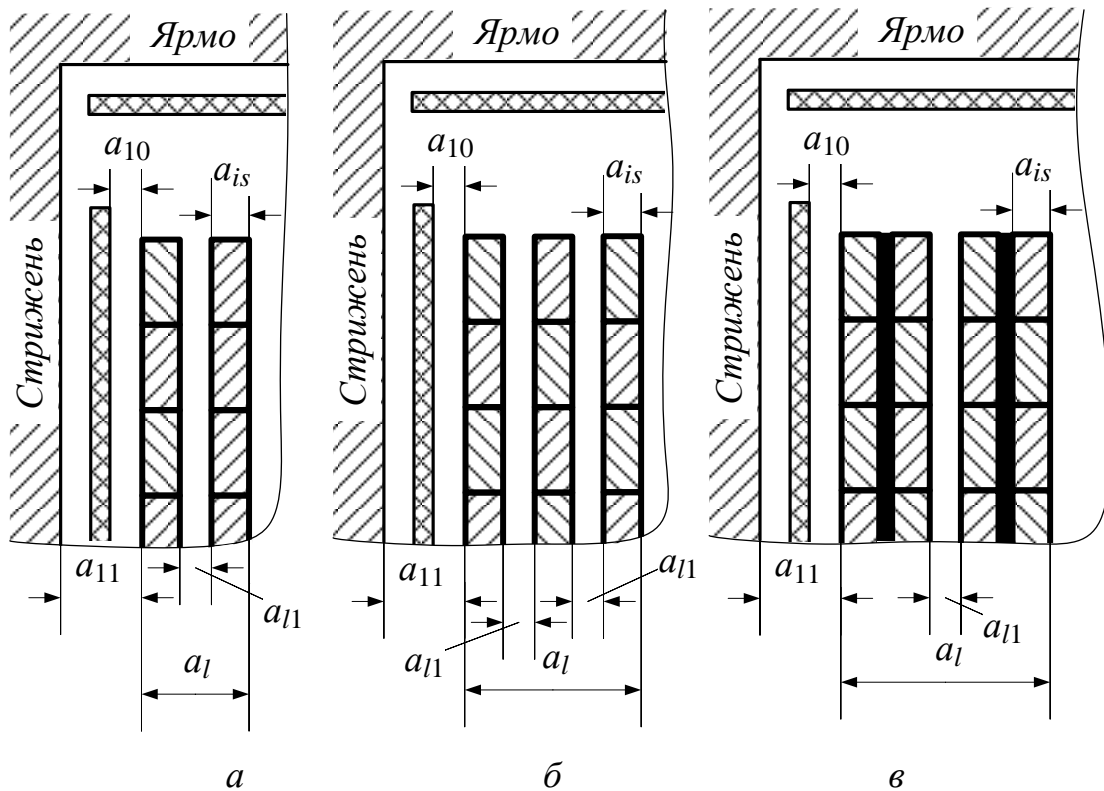 Ярмо
a10
ais
Стрижень
a11
al1
al
а
Ярмо
a10
ais
Стрижень
a11
al1
al1
al
б
Ярмо
a10
ais
Стрижень
a11
al1
al
в